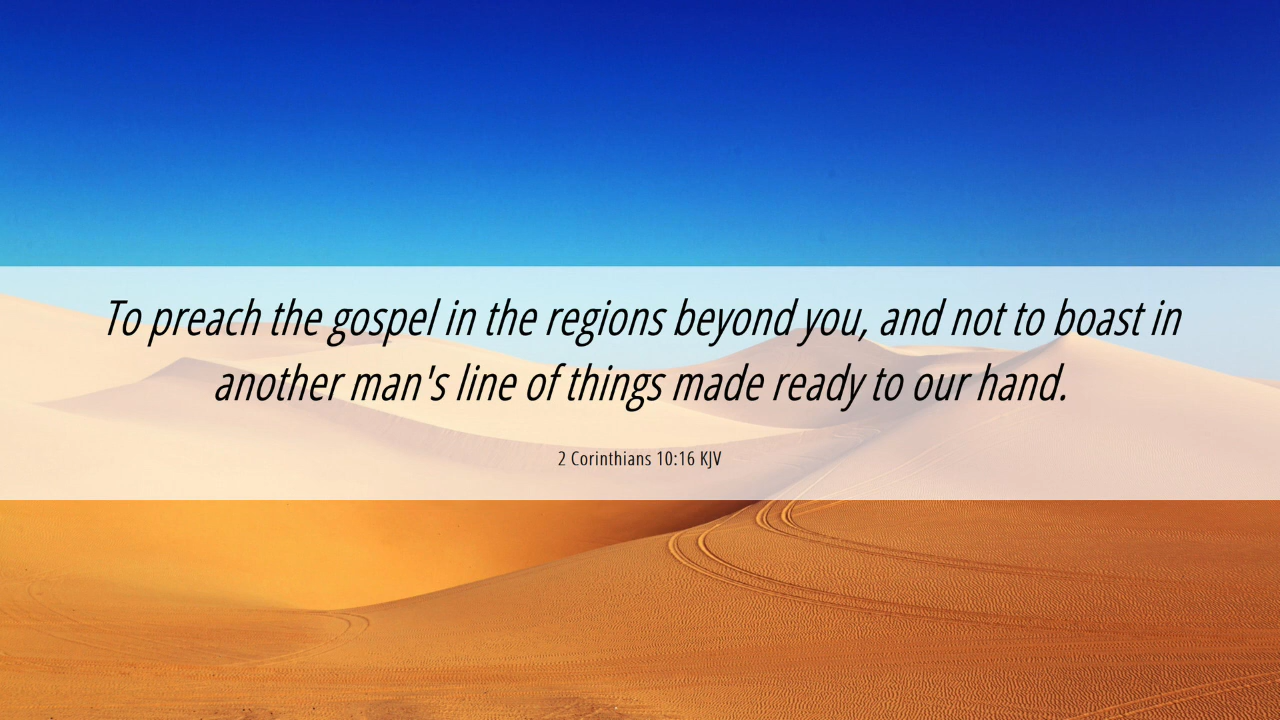 To preach the gospel in the regions beyond you, and not to boast in
another man's line of things made ready to our hand.
2 Corinthians 10:16 KJV